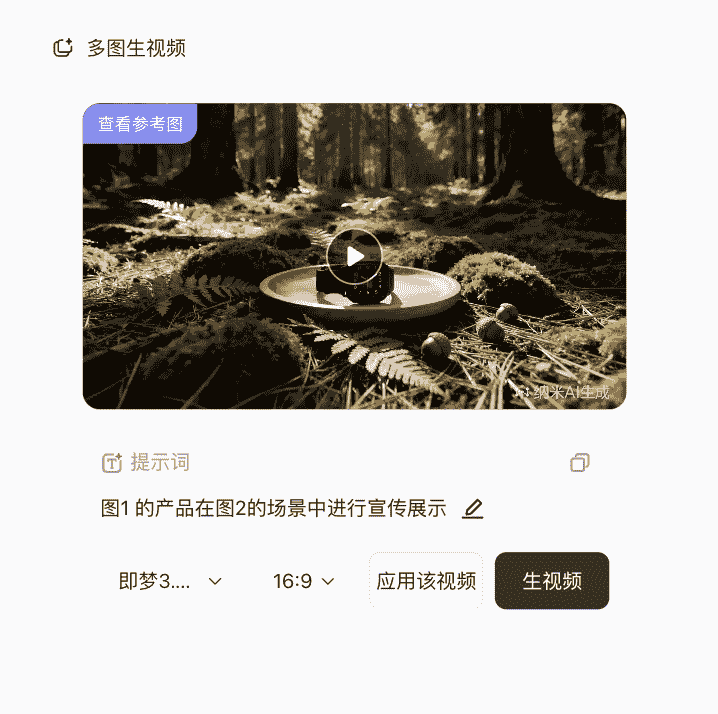 多图生视频
查看参考图
纳米AI生成
提示词
图1 的产品在图2的场景中进行宣传展示
即梦3.... 16:9 应用该视频 生视频